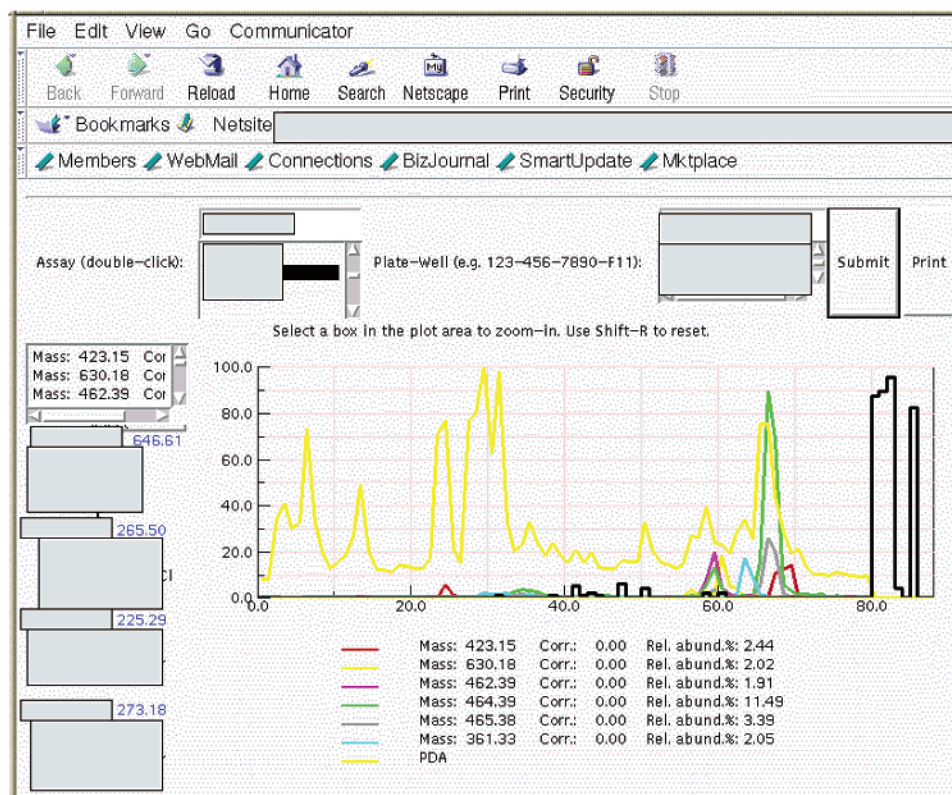 File Edit View Go Communicator
Back Forward Reload Home Search Netscape Print Security Stop
My
Bookmarks Netsite
Members WebMail Connections BizJournal SmartUpdate Mktplace
Assay (double-click): Plate-Well (e.g. 123-456-7890-F11): Submit Print
Select a box in the plot area to zoom-in. Use Shift-R to reset.
Mass: 423.15 Cor
Mass: 630.18 Cor
Mass: 462.39 Cor
646.61
265.50
225.29
273.18
100.0
80.0
60.0
40.0
20.0
0.0
0.0 20.0 40.0 60.0 80.0
Mass: 423.15 Corr.: 0.00 Rel. abund.%: 2.44
Mass: 630.18 Corr.: 0.00 Rel. abund.%: 2.02
Mass: 462.39 Corr.: 0.00 Rel. abund.%: 1.91
Mass: 464.39 Corr.: 0.00 Rel. abund.%: 11.49
Mass: 465.38 Corr.: 0.00 Rel. abund.%: 3.39
Mass: 361.33 Corr.: 0.00 Rel. abund.%: 2.05
PDA